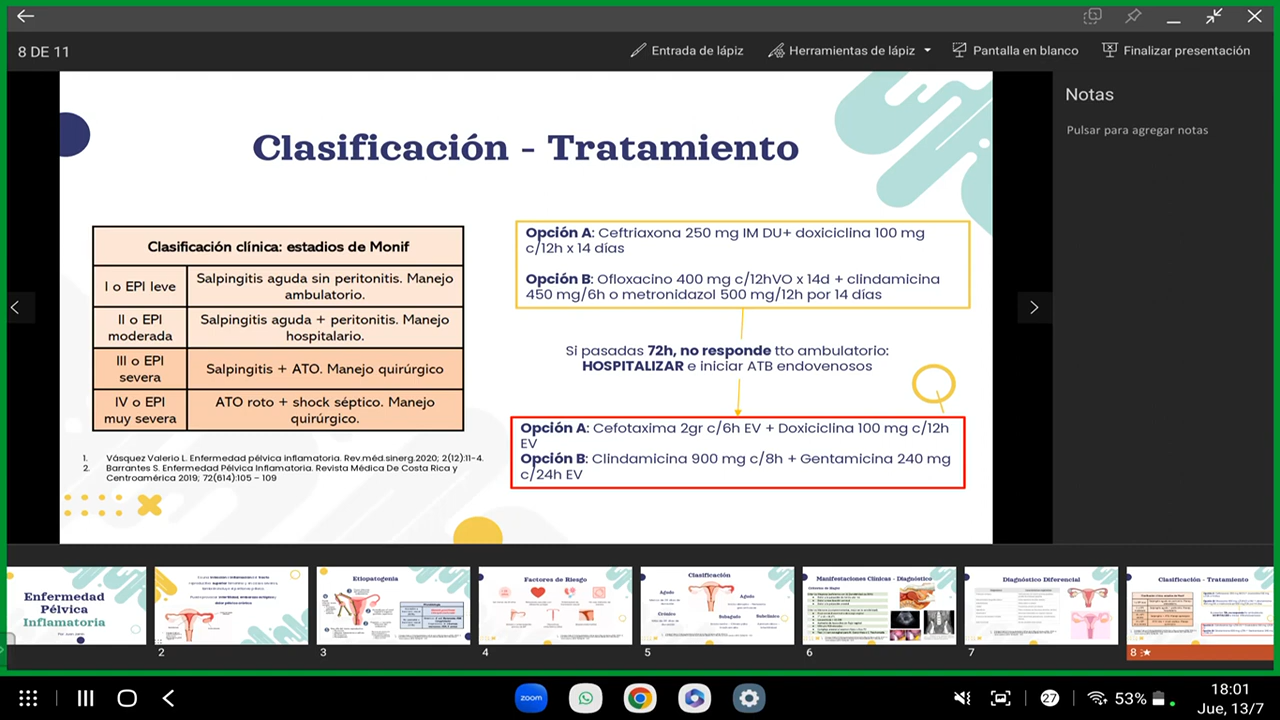 8 DE 11
Entrada de lápiz
Herramientas de lápiz
Pantalla en blanco
Finalizar presentación
Notas
Pulsar para agregar notas
Clasificación - Tratamiento
Clasificación clínica: estadios de Monif
I o EPI leve
Salpingitis aguda sin peritonitis. Manejo
ambulatorio.
II o EPI
moderada
Salpingitis aguda + peritonitis. Manejo
hospitalario.
III o EPI
severa
Salpingitis + ATO. Manejo quirúrgico
IV o EPI
muy severa
ATO roto + shock séptico. Manejo
quirúrgico.
1. Vásquez Valerio L. Enfermedad pélvica inflamatoria. Rev.méd.sinerg.2020; 2(12):11-4.
2. Barrantes S. Enfermedad Pélvica Inflamatoria. Revista Médica De Costa Rica y
Centroamérica 2019; 72(614):105 – 109
Opción A: Ceftriaxona 250 mg IM DU+ doxiciclina 100 mg
c/12h x 14 días
Opción B: Ofloxacino 400 mg c/12hVO x 14d + clindamicina
450 mg/6h o metronidazol 500 mg/12h por 14 días
Si pasadas 72h, no responde tto ambulatorio:
HOSPITALIZAR e iniciar ATB endovenosos
Opción A: Cefotaxima 2gr c/6h EV + Doxiciclina 100 mg c/12h
EV
Opción B: Clindamicina 900 mg c/8h + Gentamicina 240 mg
c/24h EV
Enfermedad
Pélvica
Inflamatoria
Etiopatogenia
Factores de Riesgo
Clasificación
Manifestaciones Clínicas - Diagnóstico
Diagnóstico Diferencial
Clasificación - Tratamiento
2
3
4
5
6
7
8
zoom
27
53%
18:01
Jue, 13/7